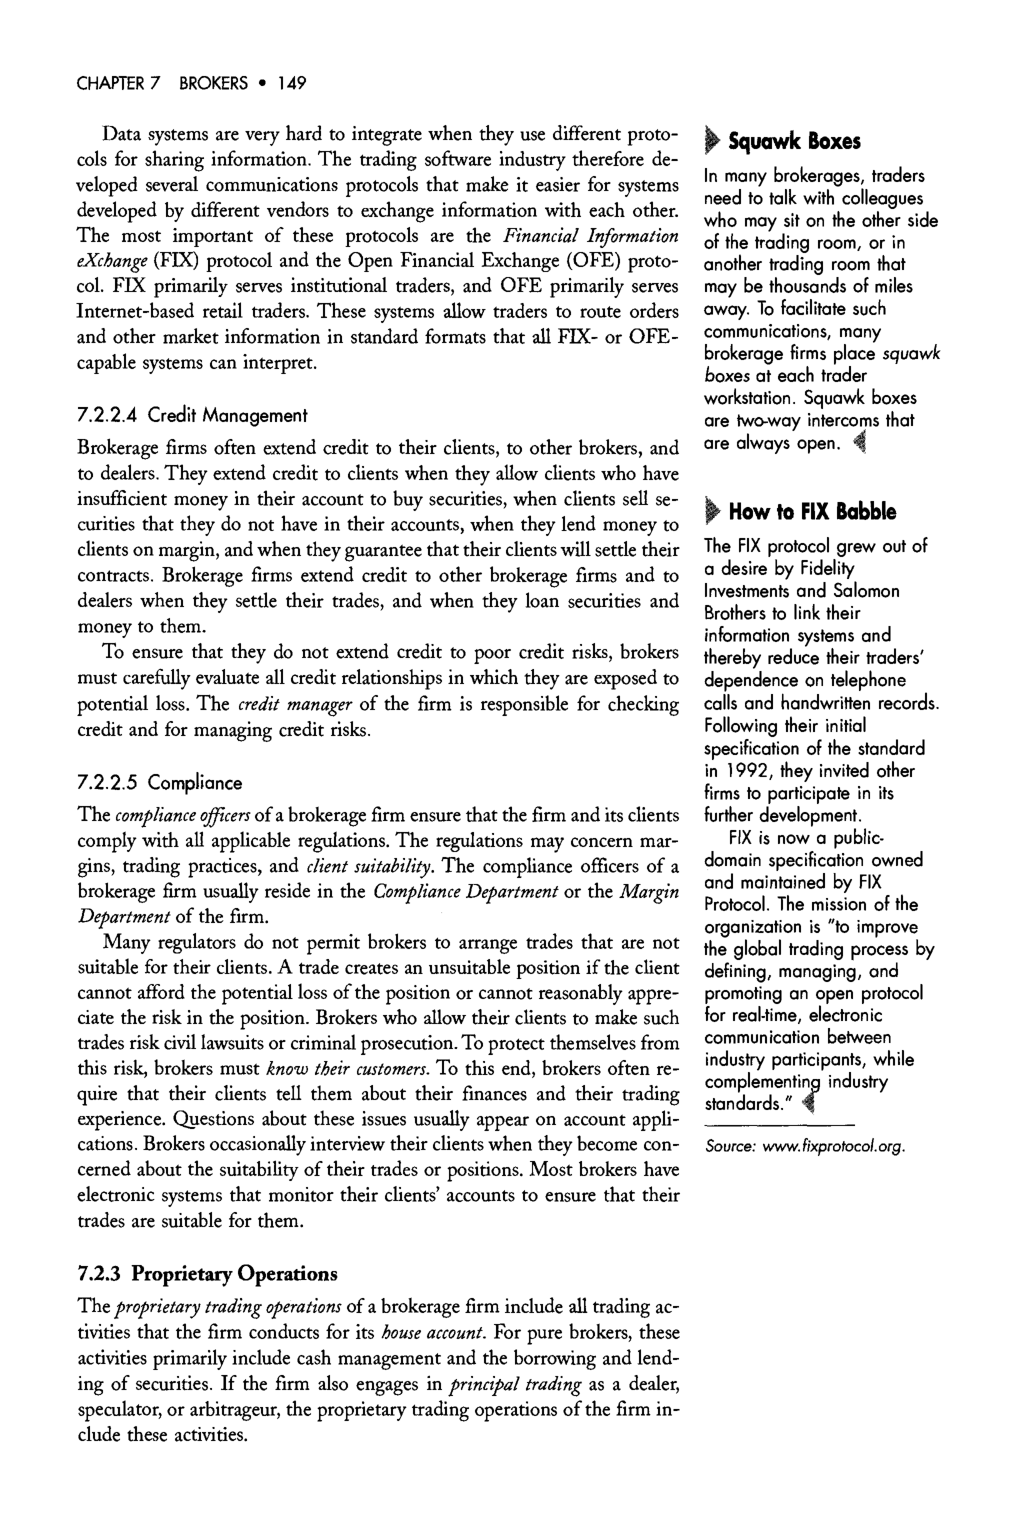 CHAPTER 7 BROKERS • 149
Data systems are very hard to integrate when they use different proto-
cols for sharing information. The trading software industry therefore de-
veloped several communications protocols that make it easier for systems
developed by different vendors to exchange information with each other.
The most important of these protocols are the Financial Information
eXchange (FIX) protocol and the Open Financial Exchange (OFE) proto-
col. FIX primarily serves institutional traders, and OFE primarily serves
Internet-based retail traders. These systems allow traders to route orders
and other market information in standard formats that all FIX- or OFE-
capable systems can interpret.
7.2.2.4 Credit Management
Brokerage firms often extend credit to their clients, to other brokers, and
to dealers. They extend credit to clients when they allow clients who have
insufficient money in their account to buy securities, when clients sell se-
curities that they do not have in their accounts, when they lend money to
clients on margin, and when they guarantee that their clients will settle their
contracts. Brokerage firms extend credit to other brokerage firms and to
dealers when they settle their trades, and when they loan securities and
money to them.
To ensure that they do not extend credit to poor credit risks, brokers
must carefully evaluate all credit relationships in which they are exposed to
potential loss. The credit manager of the firm is responsible for checking
credit and for managing credit risks.
7.2.2.5 Compliance
The compliance officers of a brokerage firm ensure that the firm and its clients
comply with all applicable regulations. The regulations may concern mar-
gins, trading practices, and client suitability. The compliance officers of a
brokerage firm usually reside in the Compliance Department or the Margin
Department of the firm.
Many regulators do not permit brokers to arrange trades that are not
suitable for their clients. A trade creates an unsuitable position if the client
cannot afford the potential loss of the position or cannot reasonably appre-
ciate the risk in the position. Brokers who allow their clients to make such
trades risk civil lawsuits or criminal prosecution. To protect themselves from
this risk, brokers must know their customers. To this end, brokers often re-
quire that their clients tell them about their finances and their trading
experience. Questions about these issues usually appear on account appli-
cations. Brokers occasionally interview their clients when they become con-
cerned about the suitability of their trades or positions. Most brokers have
electronic systems that monitor their clients' accounts to ensure that their
trades are suitable for them.
7.2.3 Proprietary Operations
The proprietary trading operations of a brokerage firm include all trading ac-
tivities that the firm conducts for its house account. For pure brokers, these
activities primarily include cash management and the borrowing and lend-
ing of securities. If the firm also engages in principal trading as a dealer,
speculator, or arbitrageur, the proprietary trading operations of the firm in-
clude these activities.
Squawk Boxes
In many brokerages, traders
need to talk with colleagues
who may sit on the other side
of the trading room, or in
another trading room that
may be thousands of miles
away. To facilitate such
communications, many
brokerage firms place squawk
boxes at each trader
workstation. Squawk boxes
are two-way intercoms that
are always open.
How to FIX Babble
The FIX protocol grew out of
a desire by Fidelity
Investments and Salomon
Brothers to link their
information systems and
thereby reduce their traders'
dependence on telephone
calls and handwritten records.
Following their initial
specification of the standard
in 1992, they invited other
firms to participate in its
further development.
FIX is now a public-
domain specification owned
and maintained by FIX
Protocol. The mission of the
organization is "to improve
the global trading process by
defining, managing, and
promoting an open protocol
for real-time, electronic
communication between
industry participants, while
complementing industry
standards."
Source: www.fixprotocol.org.